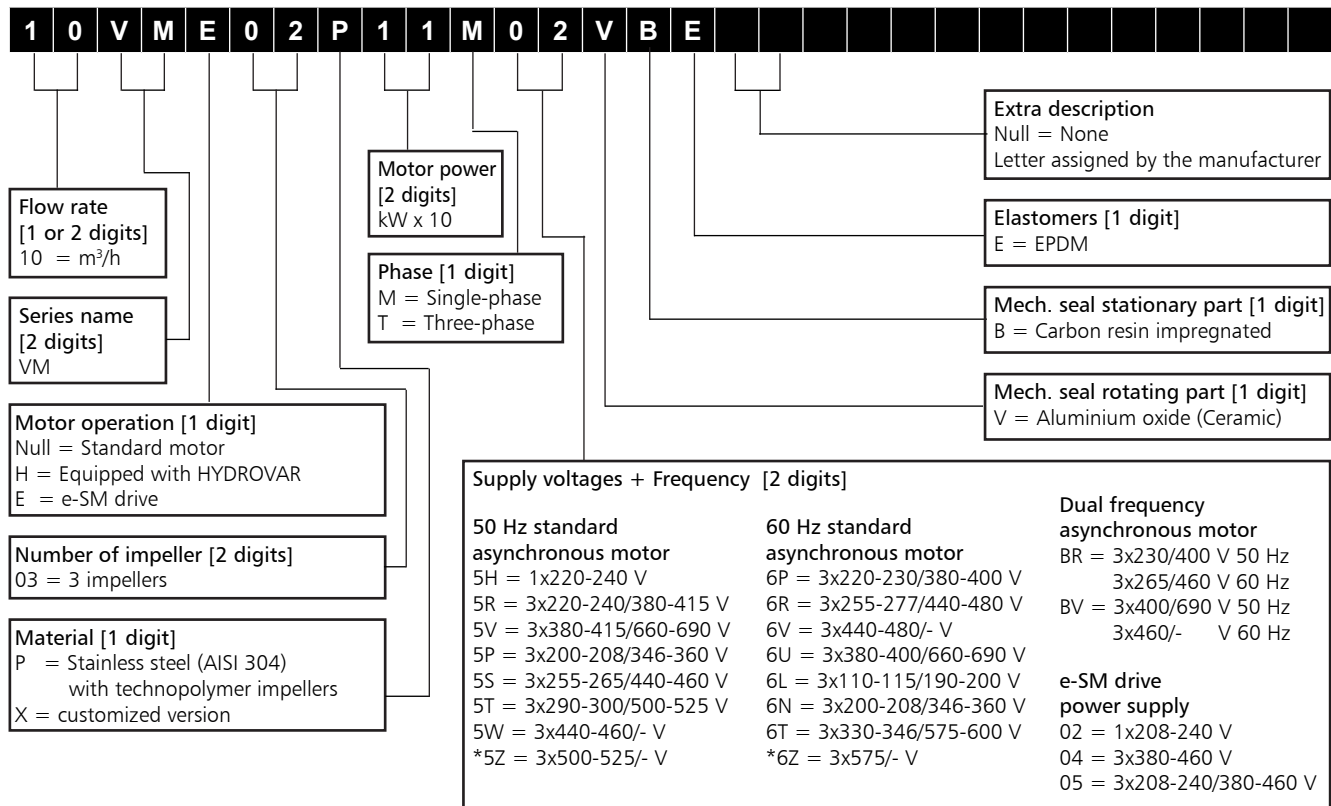 1 0 V M E 0 2 P 1 1 M 0 2 V B E
Flow rate
[1 or 2 digits]
10 = m³/h
Series name
[2 digits]
VM
Motor operation [1 digit]
Null = Standard motor
H = Equipped with HYDROVAR
E = e-SM drive
Number of impeller [2 digits]
03 = 3 impellers
Material [1 digit]
P = Stainless steel (AISI 304)
with technopolymer impellers
X = customized version
Motor power
[2 digits]
kW x 10
Phase [1 digit]
M = Single-phase
T = Three-phase
Extra description
Null = None
Letter assigned by the manufacturer
Elastomers [1 digit]
E = EPDM
Mech. seal stationary part [1 digit]
B = Carbon resin impregnated
Mech. seal rotating part [1 digit]
V = Aluminium oxide (Ceramic)
Supply voltages + Frequency [2 digits]
50 Hz standard
asynchronous motor
5H = 1x220-240 V
5R = 3x220-240/380-415 V
5V = 3x380-415/660-690 V
5P = 3x200-208/346-360 V
5S = 3x255-265/440-460 V
5T = 3x290-300/500-525 V
5W = 3x440-460/- V
*5Z = 3x500-525/- V
60 Hz standard
asynchronous motor
6P = 3x220-230/380-400 V
6R = 3x255-277/440-480 V
6V = 3x440-480/- V
6U = 3x380-400/660-690 V
6L = 3x110-115/190-200 V
6N = 3x200-208/346-360 V
6T = 3x330-346/575-600 V
*6Z = 3x575/- V
Dual frequency
asynchronous motor
BR = 3x230/400 V 50 Hz
3x265/460 V 60 Hz
BV = 3x400/690 V 50 Hz
3x460/- V 60 Hz
e-SM drive
power supply
02 = 1x208-240 V
04 = 3x380-460 V
05 = 3x208-240/380-460 V